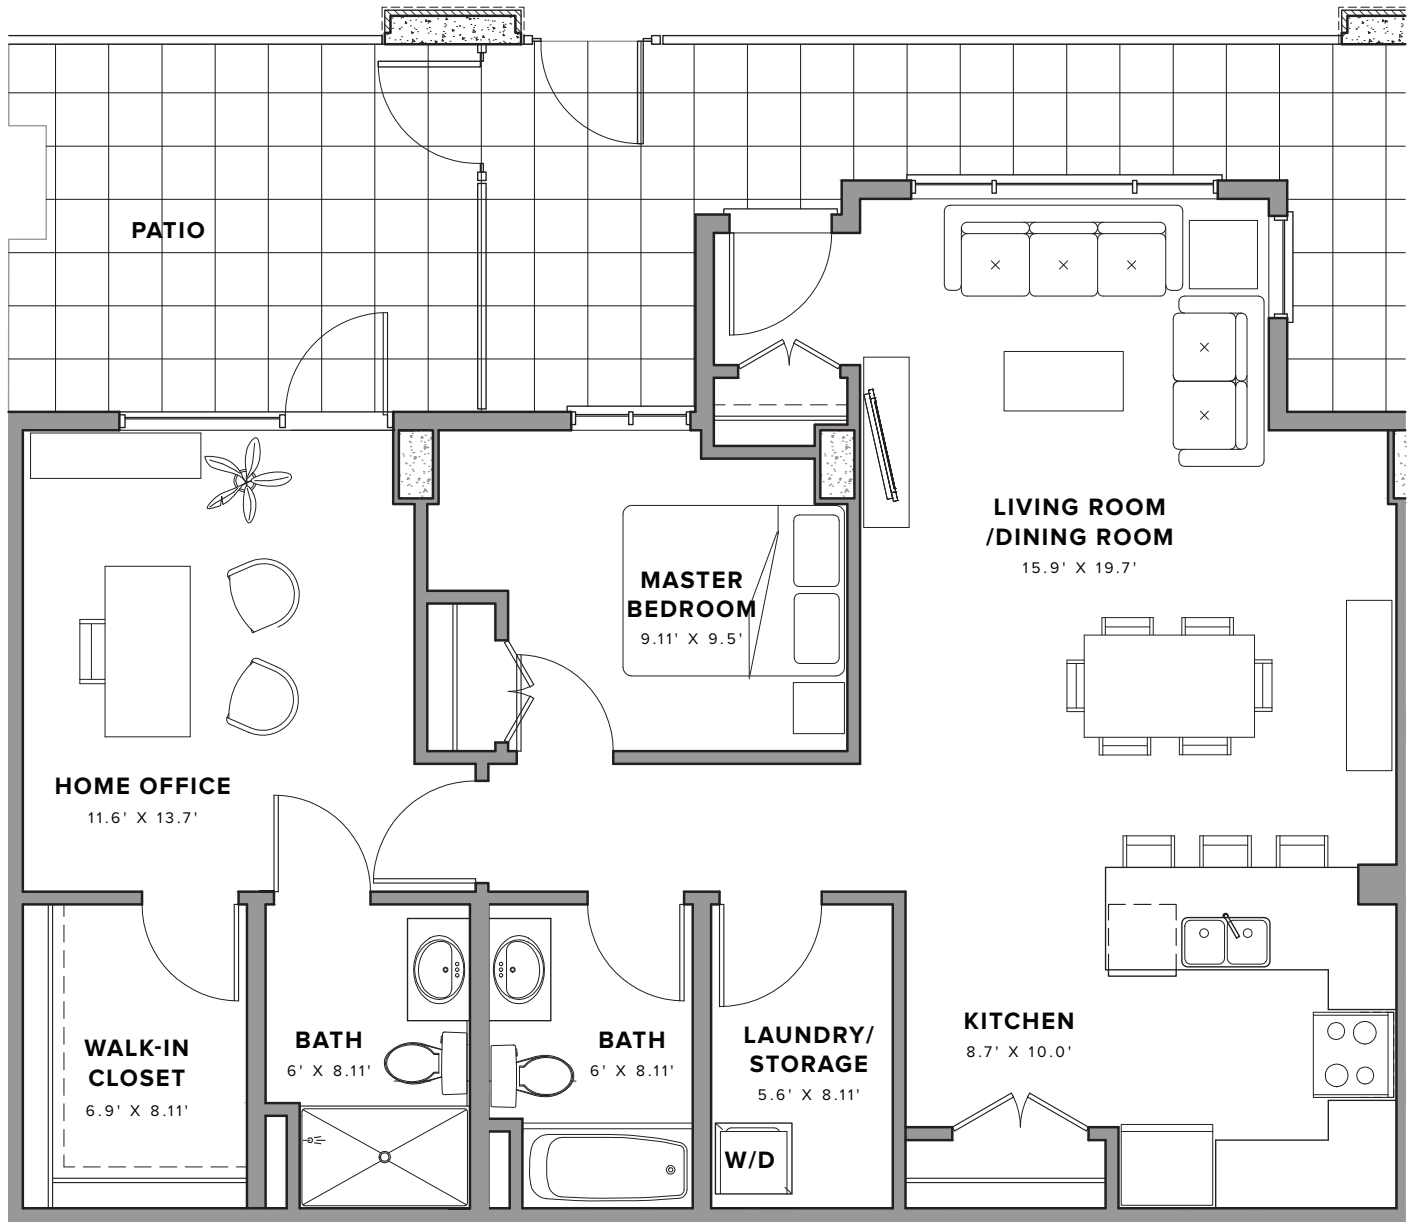 PATIO
LIVING ROOM
/DINING ROOM
15.9' X 19.7'
MASTER
BEDROOM
9.11' X 9.5'
HOME OFFICE
11.6' X 13.7'
WALK-IN
CLOSET
6.9' X 8.11'
BATH
6' X 8.11'
BATH
6' X 8.11'
LAUNDRY/
STORAGE
5.6' X 8.11'
W/D
KITCHEN
8.7' X 10.0'